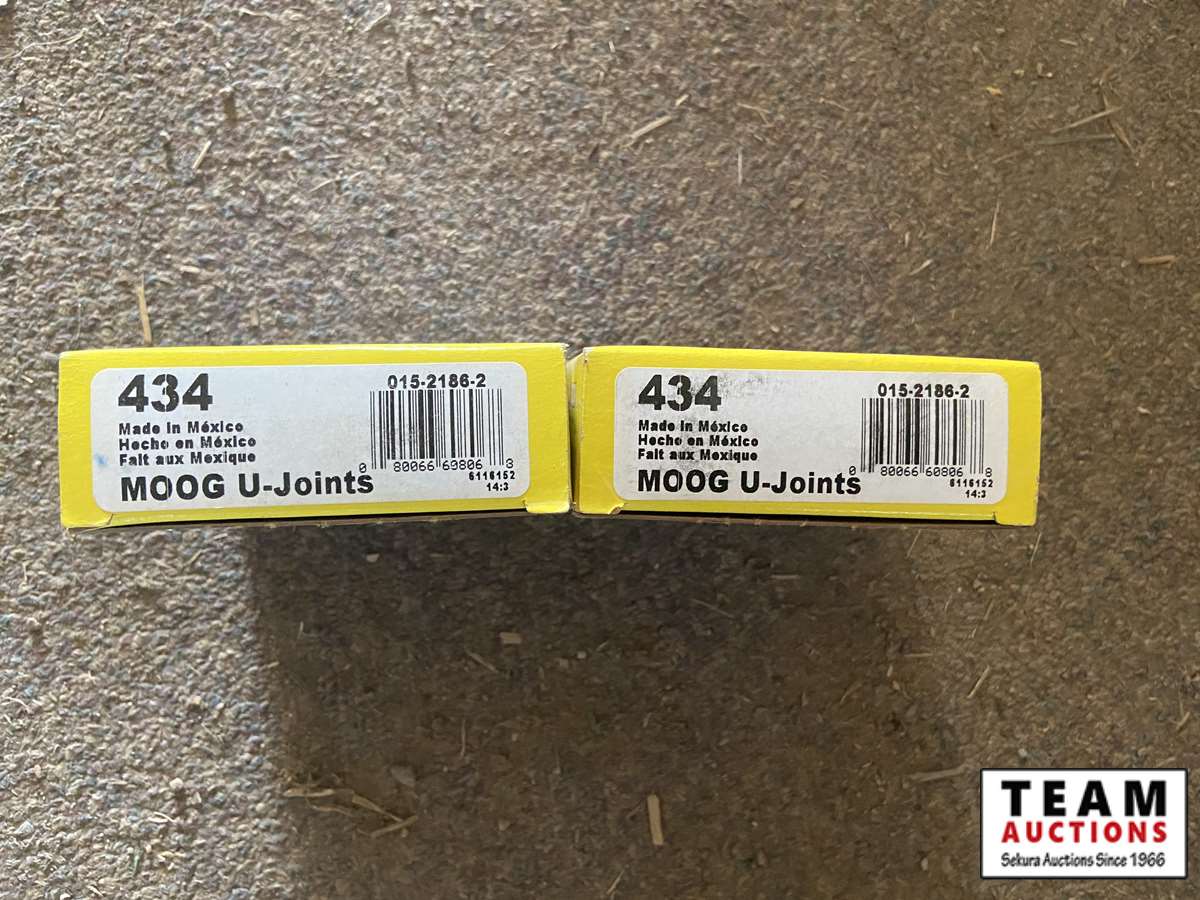 434
015-2186-2
Made in México
Hecho en México
Fait aux Mexique
MOOG U-Joints
0 80066 60806 8
6116152
14:3
434
015-2186-2
Made in México
Hecho en México
Fait aux Mexique
MOOG U-Joints
0 80066 60806 8
6116152
14:3
TEAM
AUCTIONS
Sekura Auctions Since 1966